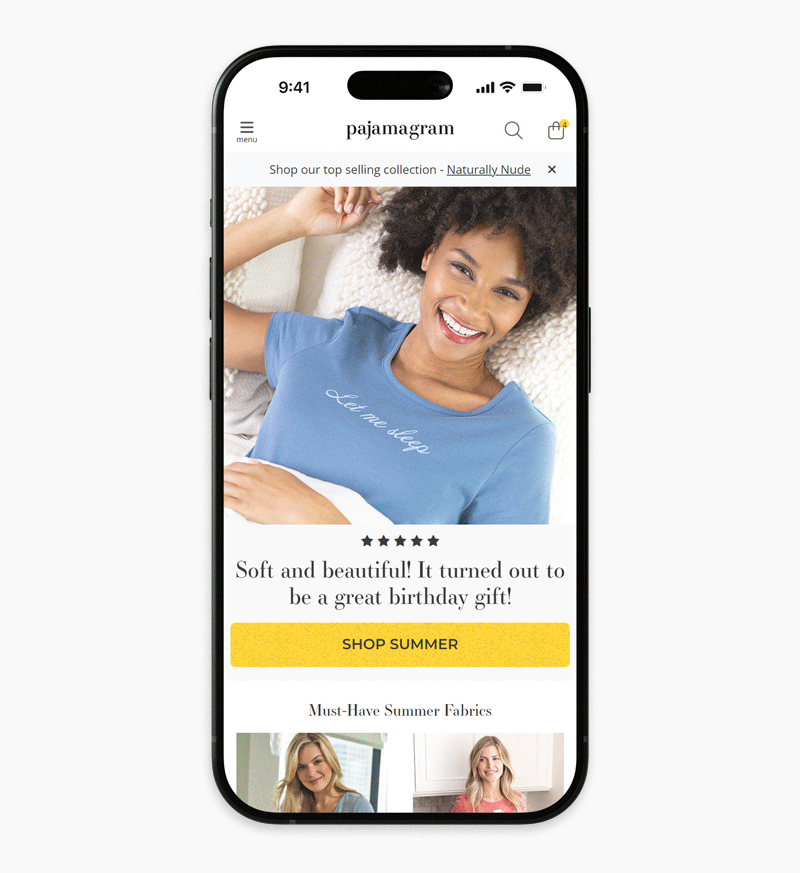 9:41
menu
pajamagram
4
Shop our top selling collection - Naturally Nude ✕
Let me sleep
★★★★★
Soft and beautiful! It turned out to
be a great birthday gift!
SHOP SUMMER
Must-Have Summer Fabrics